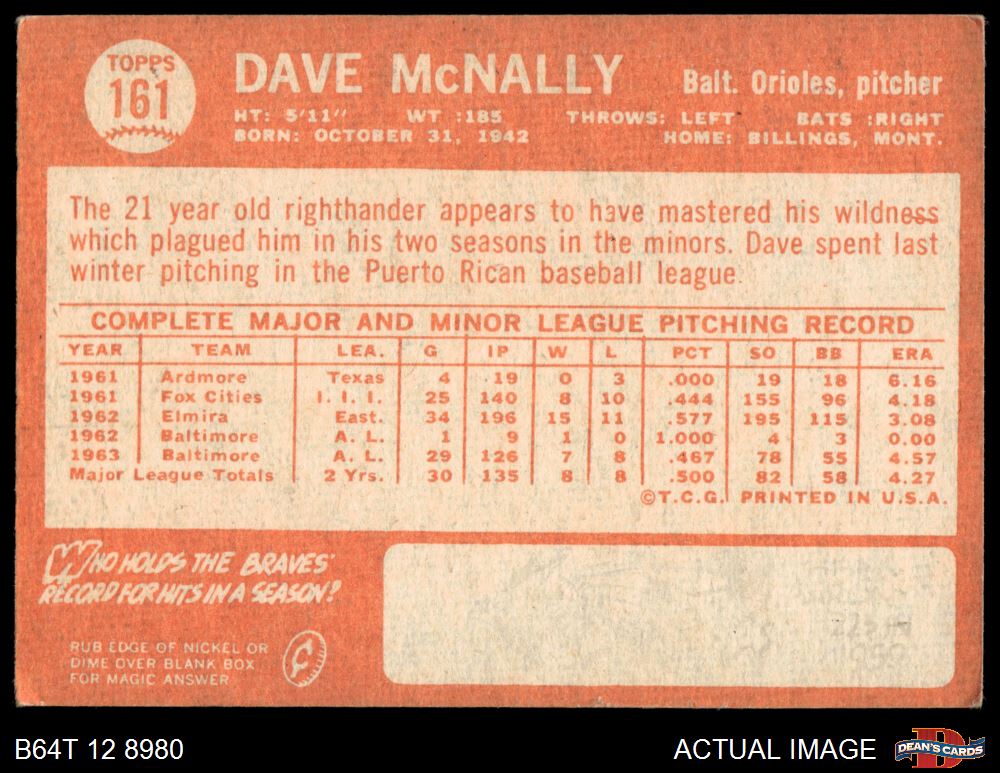 TOPPS
161
DAVE McNALLY
Balt. Orioles, pitcher
HT: 5'11" WT :185 THROWS: LEFT BATS :RIGHT
BORN: OCTOBER 31, 1942 HOME: BILLINGS, MONT.
The 21 year old righthander appears to have mastered his wildness
which plagued him in his two seasons in the minors. Dave spent last
winter pitching in the Puerto Rican baseball league.
COMPLETE MAJOR AND MINOR LEAGUE PITCHING RECORD
YEAR TEAM LEA. G IP W L PCT SO BB ERA
1961 Ardmore Texas 4 19 0 3 .000 19 18 6.16
1961 Fox Cities I. I. I. 25 140 8 10 .444 155 96 4.18
1962 Elmira East. 34 196 15 11 .577 195 115 3.08
1962 Baltimore A. L. 1 9 1 0 1.000 4 3 0.00
1963 Baltimore A. L. 29 126 7 8 .467 78 55 4.57
Major League Totals 2 Yrs. 30 135 8 8 .500 82 58 4.27
©T.C.G. PRINTED IN U.S.A.
WHO HOLDS THE BRAVES'
RECORD FOR HITS IN A SEASON?
RUB EDGE OF NICKEL OR
DIME OVER BLANK BOX
FOR MAGIC ANSWER
B64T 12 8980
ACTUAL IMAGE
DEAN'S CARDS